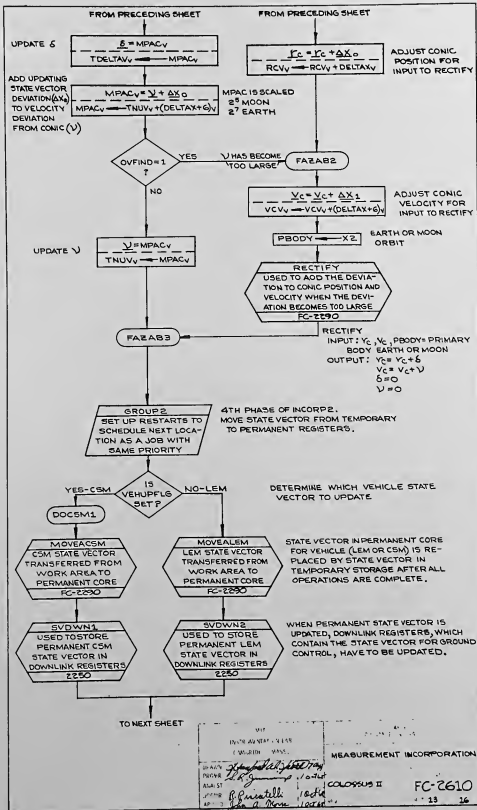 FROM PRECEDING SHEET
FROM PRECEDING SHEET
UPDATE δ
δ = MPACv
TDELTAVv ← MPACv
ADD UPDATING
STATE VECTOR
DEVIATION(ΔX0)
TO VELOCITY
DEVIATION
FROM CONIC (ν)
MPACv = ν + ΔX0
MPACv ← TNUVv+(DELTAX+6)v
MPAC IS SCALED
2⁵ MOON
2⁷ EARTH
rc = rc + ΔX0
RCVv ← RCVv + DELTAXv
ADJUST CONIC
POSITION FOR
INPUT TO RECTIFY
OVFIND=1
?
YES
ν HAS BECOME
TOO LARGE
FAZAB2
NO
Vc = Vc + ΔX1
VCVv ← VCVv + (DELTAX+6)v
ADJUST CONIC
VELOCITY FOR
INPUT TO RECTIFY
UPDATE ν
ν = MPACv
TNUVv ← MPACv
PBODY ← X2
EARTH OR MOON
ORBIT
RECTIFY
USED TO ADD THE DEVIA-
TION TO CONIC POSITION AND
VELOCITY WHEN THE DEVI-
ATION BECOMES TOO LARGE
FC-2290
FAZAB3
RECTIFY
INPUT: rc, Vc, PBODY = PRIMARY
BODY EARTH OR MOON
OUTPUT: rc = rc + δ
Vc = Vc + ν
δ = 0
ν = 0
GROUP2
SET UP RESTARTS TO
SCHEDULE NEXT LOCA-
TION AS A JOB WITH
SAME PRIORITY
4TH PHASE OF INCORP2.
MOVE STATE VECTOR FROM TEMPORARY
TO PERMANENT REGISTERS.
IS
VEHUPFLG
SET?
YES-CSM
NO-LEM
DETERMINE WHICH VEHICLE STATE
VECTOR TO UPDATE
DOCSM1
MOVEACSM
CSM STATE VECTOR
TRANSFERRED FROM
WORK AREA TO
PERMANENT CORE
FC-2290
MOVEALEM
LEM STATE VECTOR
TRANSFERRED FROM
WORK AREA TO
PERMANENT CORE
FC-2290
STATE VECTOR IN PERMANENT CORE
FOR VEHICLE (LEM OR CSM) IS RE-
PLACED BY STATE VECTOR IN
TEMPORARY STORAGE AFTER ALL
OPERATIONS ARE COMPLETE.
SVDWN1
USED TO STORE
PERMANENT CSM
STATE VECTOR IN
DOWNLINK REGISTERS
2250
SVDWN2
USED TO STORE
PERMANENT LEM
STATE VECTOR IN
DOWNLINK REGISTERS
2250
WHEN PERMANENT STATE VECTOR IS
UPDATED, DOWNLINK REGISTERS, WHICH
CONTAIN THE STATE VECTOR FOR GROUND
CONTROL, HAVE TO BE UPDATED.
TO NEXT SHEET
MIT
MASS.
MEASUREMENT INCORPORATION
COLOSSUS II
FC-2610
13 16